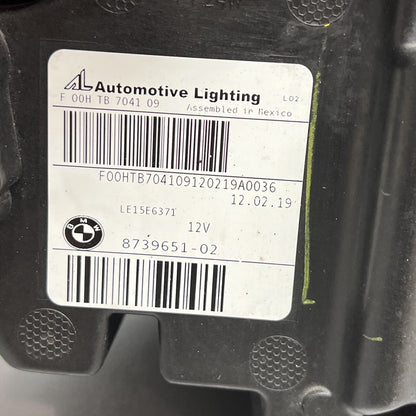 AL Automotive Lighting L02
F 00H TB 7041 09 Assembled in Mexico
F00HTB704109120219A0036
12.02.19
LE15E6371
12V
BMW
8739651-02